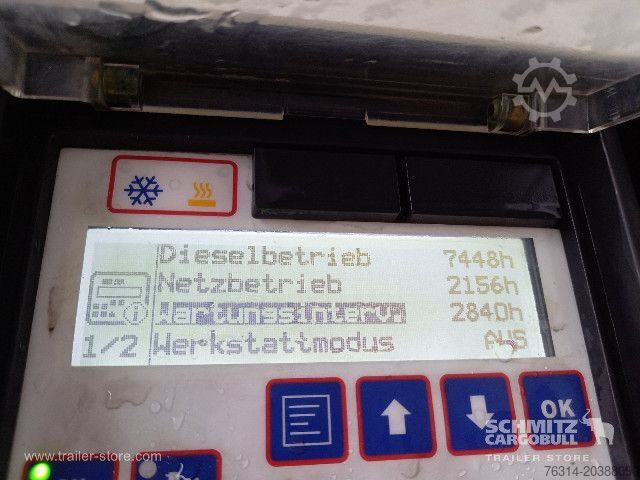 Dieselbetrieb 7448h
Netzbetrieb 2156h
Wartungsinterv. 2840h
1/2 Werkstattmodus AUS
OK
SCHMITZ
CARGOBULL
TRAILER STORE
www.trailer-store.com